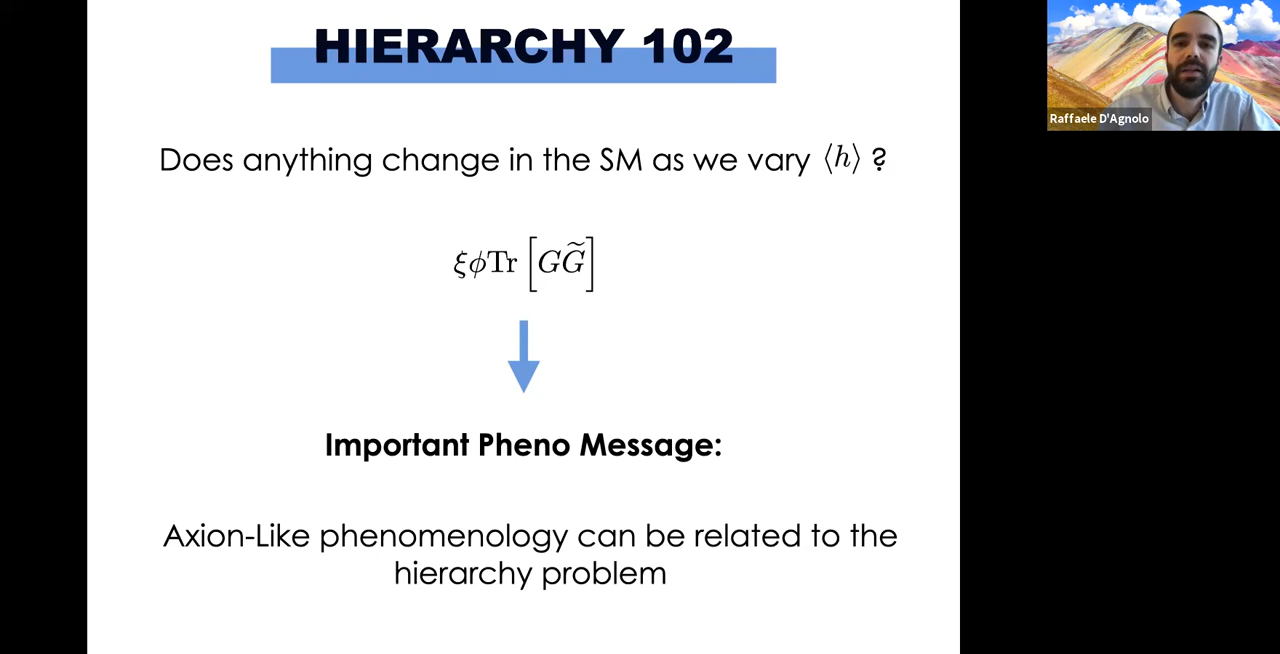 HIERARCHY 102
Raffaele D'Agnolo
Does anything change in the SM as we vary ⟨h⟩ ?
ξϕTr [GG̃]
Important Pheno Message:
Axion-Like phenomenology can be related to the
hierarchy problem